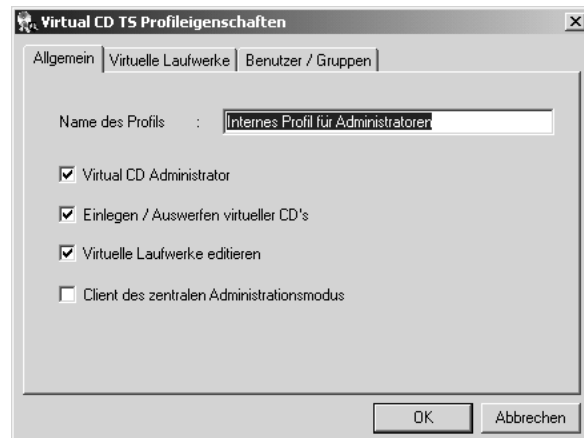 Virtual CD TS Profileigenschaften
Allgemein Virtuelle Laufwerke Benutzer / Gruppen
Name des Profils : Internes Profil für Administratoren
Virtual CD Administrator
Einlegen / Auswerfen virtueller CD's
Virtuelle Laufwerke editieren
Client des zentralen Administrationsmodus
OK Abbrechen